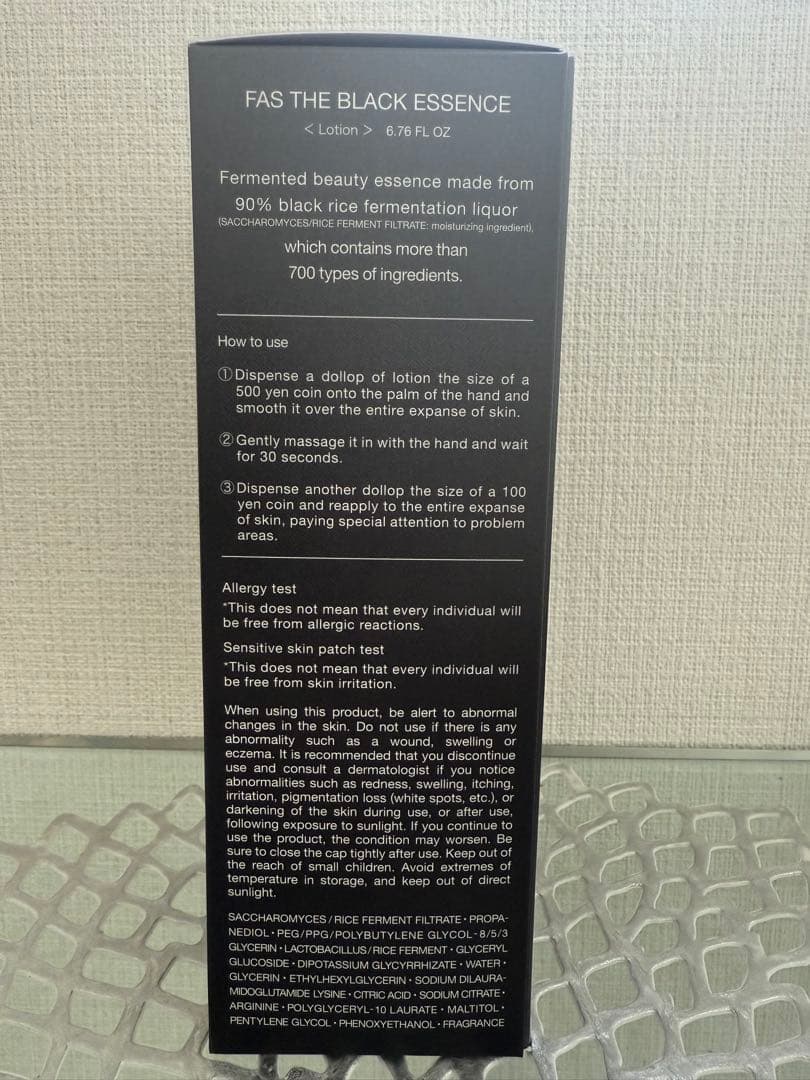 FAS THE BLACK ESSENCE
< Lotion > 6.76 FL OZ
Fermented beauty essence made from
90% black rice fermentation liquor
(SACCHAROMYCES/RICE FERMENT FILTRATE: moisturizing ingredient),
which contains more than
700 types of ingredients.
How to use
①Dispense a dollop of lotion the size of a
500 yen coin onto the palm of the hand and
smooth it over the entire expanse of skin.
②Gently massage it in with the hand and wait
for 30 seconds.
③Dispense another dollop the size of a 100
yen coin and reapply to the entire expanse
of skin, paying special attention to problem
areas.
Allergy test
*This does not mean that every individual will
be free from allergic reactions.
Sensitive skin patch test
*This does not mean that every individual will
be free from skin irritation.
When using this product, be alert to abnormal
changes in the skin. Do not use if there is any
abnormality such as a wound, swelling or
eczema. It is recommended that you discontinue
use and consult a dermatologist if you notice
abnormalities such as redness, swelling, itching,
irritation, pigmentation loss (white spots, etc.), or
darkening of the skin during use, or after use,
following exposure to sunlight. If you continue to
use the product, the condition may worsen. Be
sure to close the cap tightly after use. Keep out of
the reach of small children. Avoid extremes of
temperature in storage, and keep out of direct
sunlight.
SACCHAROMYCES/RICE FERMENT FILTRATE・PROPA-
NEDIOL・PEG/PPG/POLYBUTYLENE GLYCOL-8/5/3
GLYCERIN・LACTOBACILLUS/RICE FERMENT・GLYCERYL
GLUCOSIDE・DIPOTASSIUM GLYCYRRHIZATE・WATER・
GLYCERIN・ETHYLHEXYLGLYCERIN・SODIUM DILAURA-
MIDOGLUTAMIDE LYSINE・CITRIC ACID・SODIUM CITRATE・
ARGININE・POLYGLYCERYL-10 LAURATE・MALTITOL・
PENTYLENE GLYCOL・PHENOXYETHANOL・FRAGRANCE